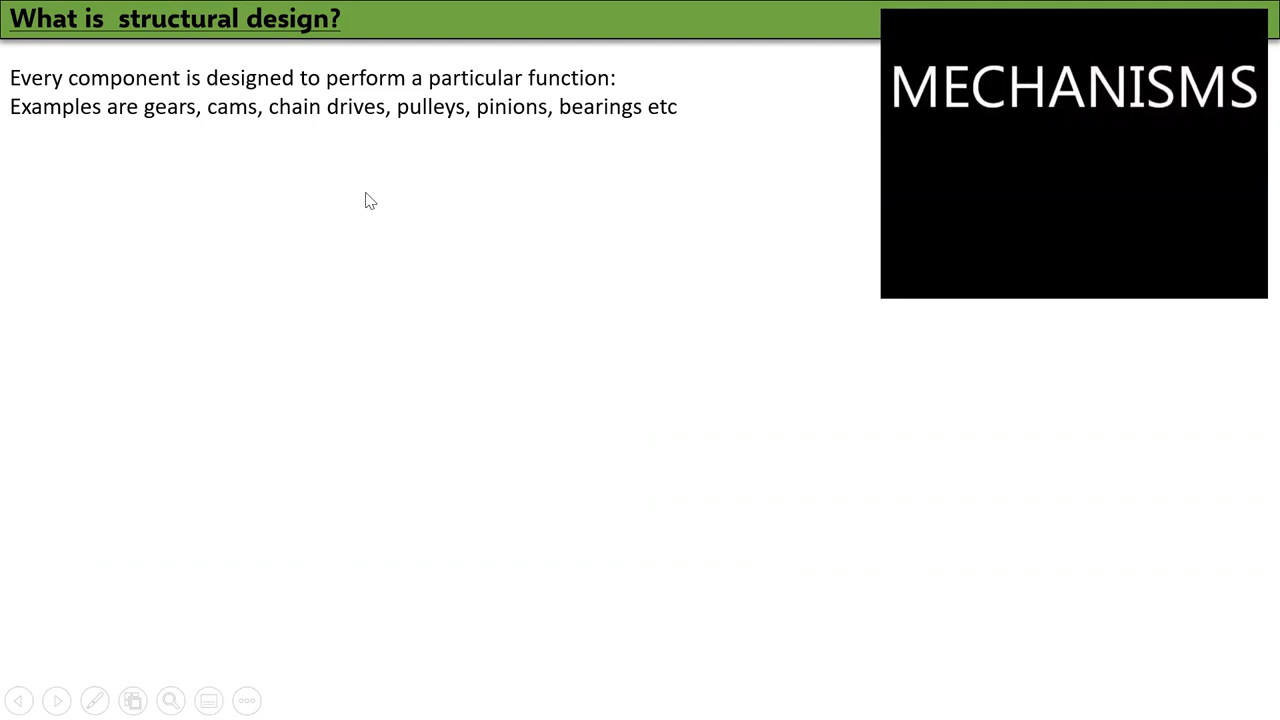 What is  structural design?
MECHANISMS
Every component is designed to perform a particular function:
Examples are gears, cams, chain drives, pulleys, pinions, bearings etc